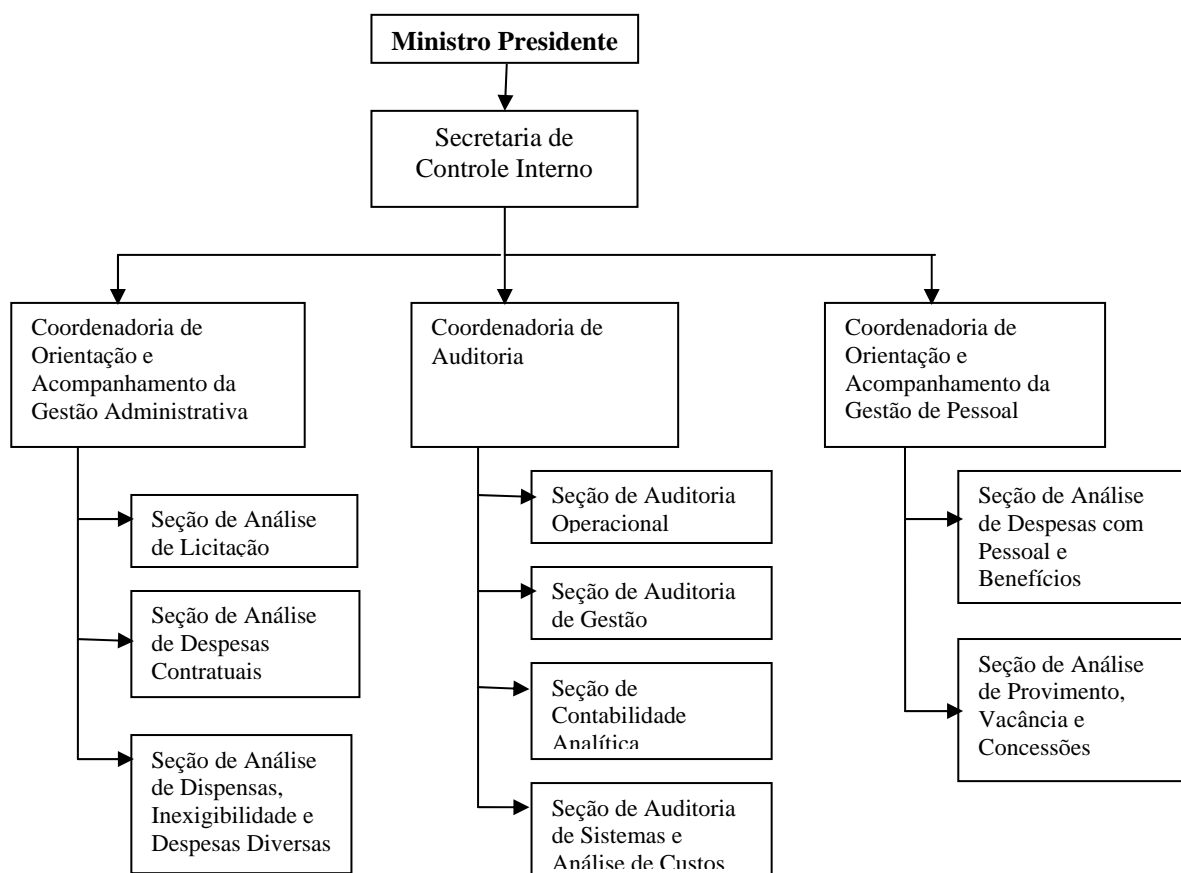 Ministro Presidente
Secretaria de
Controle Interno
Coordenadoria de
Orientação e
Acompanhamento da
Gestão Administrativa
Coordenadoria de
Auditoria
Coordenadoria de
Orientação e
Acompanhamento da
Gestão de Pessoal
Seção de Análise
de Licitação
Seção de Análise
de Despesas
Contratuais
Seção de Análise
de Dispensas,
Inexigibilidade e
Despesas Diversas
Seção de Auditoria
Operacional
Seção de Auditoria
de Gestão
Seção de
Contabilidade
Analítica
Seção de Auditoria
de Sistemas e
Análise de Custos
Seção de Análise
de Despesas com
Pessoal e
Benefícios
Seção de Análise
de Provimento,
Vacância e
Concessões